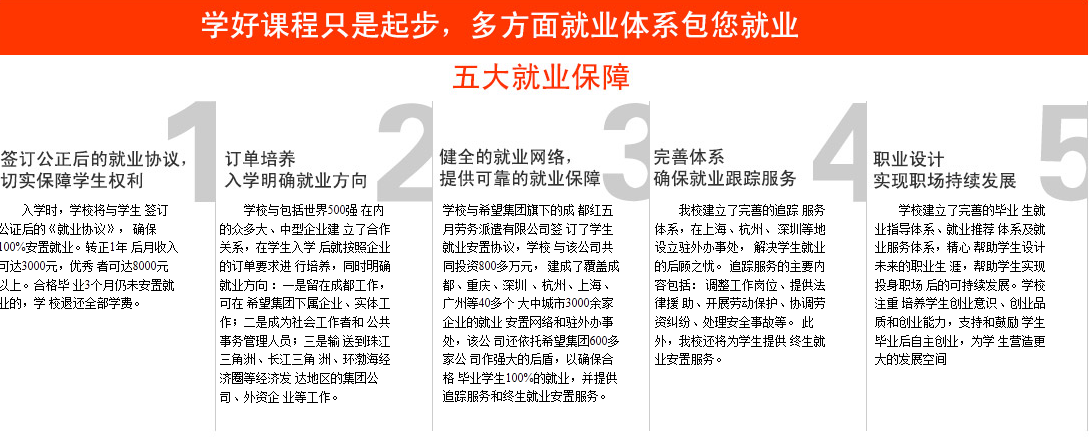 学好课程只是起步，多方面就业体系包您就业
五大就业保障
1
签订公正后的就业协议，
切实保障学生权利
入学时，学校将与学生 签订
公证后的《就业协议》， 确保
100%安置就业。转正1年 后月收入
可达3000元，优秀 者可达8000元
以上。合格毕 业3个月仍未安置就
业的，学 校退还全部学费。
2
订单培养
入学明确就业方向
学校与包括世界500强 在内
的众多大、中型企业建 立了合作
关系，在学生入学 后就按照企业
的订单要求进 行培养，同时明确
就业方向：一是留在成都工作，
可在 希望集团下属企业、实体工
作；二是成为社会工作者和 公共
事务管理人员；三是输 送到珠江
三角洲、长江三角 洲、环渤海经
济圈等经济发 达地区的集团公
司、外资企 业等工作。
3
健全的就业网络，
提供可靠的就业保障
学校与希望集团旗下的成 都红五
月劳务派遣有限公司签 订了学生
就业安置协议，学校 与该公司共
同投资800多万元， 建成了覆盖成
都、重庆、深圳 、杭州、上海、
广州等40多个 大中城市3000余家
企业的就业 安置网络和驻外办事
处，该公 司还依托希望集团600多
家公 司作强大的后盾，以确保合
格 毕业学生100%的就业，并提供
追踪服务和终生就业安置服务。
4
完善体系
确保就业跟踪服务
我校建立了完善的追踪 服务
体系，在上海、杭州、 深圳等地
设立驻外办事处， 解决学生就业
的后顾之忧。 追踪服务的主要内
容包括： 调整工作岗位、提供法
律援 助、开展劳动保护、协调劳
资纠纷、处理安全事故等。 此
外，我校还将为学生提供 终生就
业安置服务。
5
职业设计
实现职场持续发展
学校建立了完善的毕业 生就
业指导体系、就业推荐 体系及就
业服务体系，精心 帮助学生设计
未来的职业生 涯，帮助学生实现
投身职场 后的可持续发展。学校
注重 培养学生创业意识、创业品
质和创业能力，支持和鼓励 学生
毕业后自主创业，为学 生营造更
大的发展空间